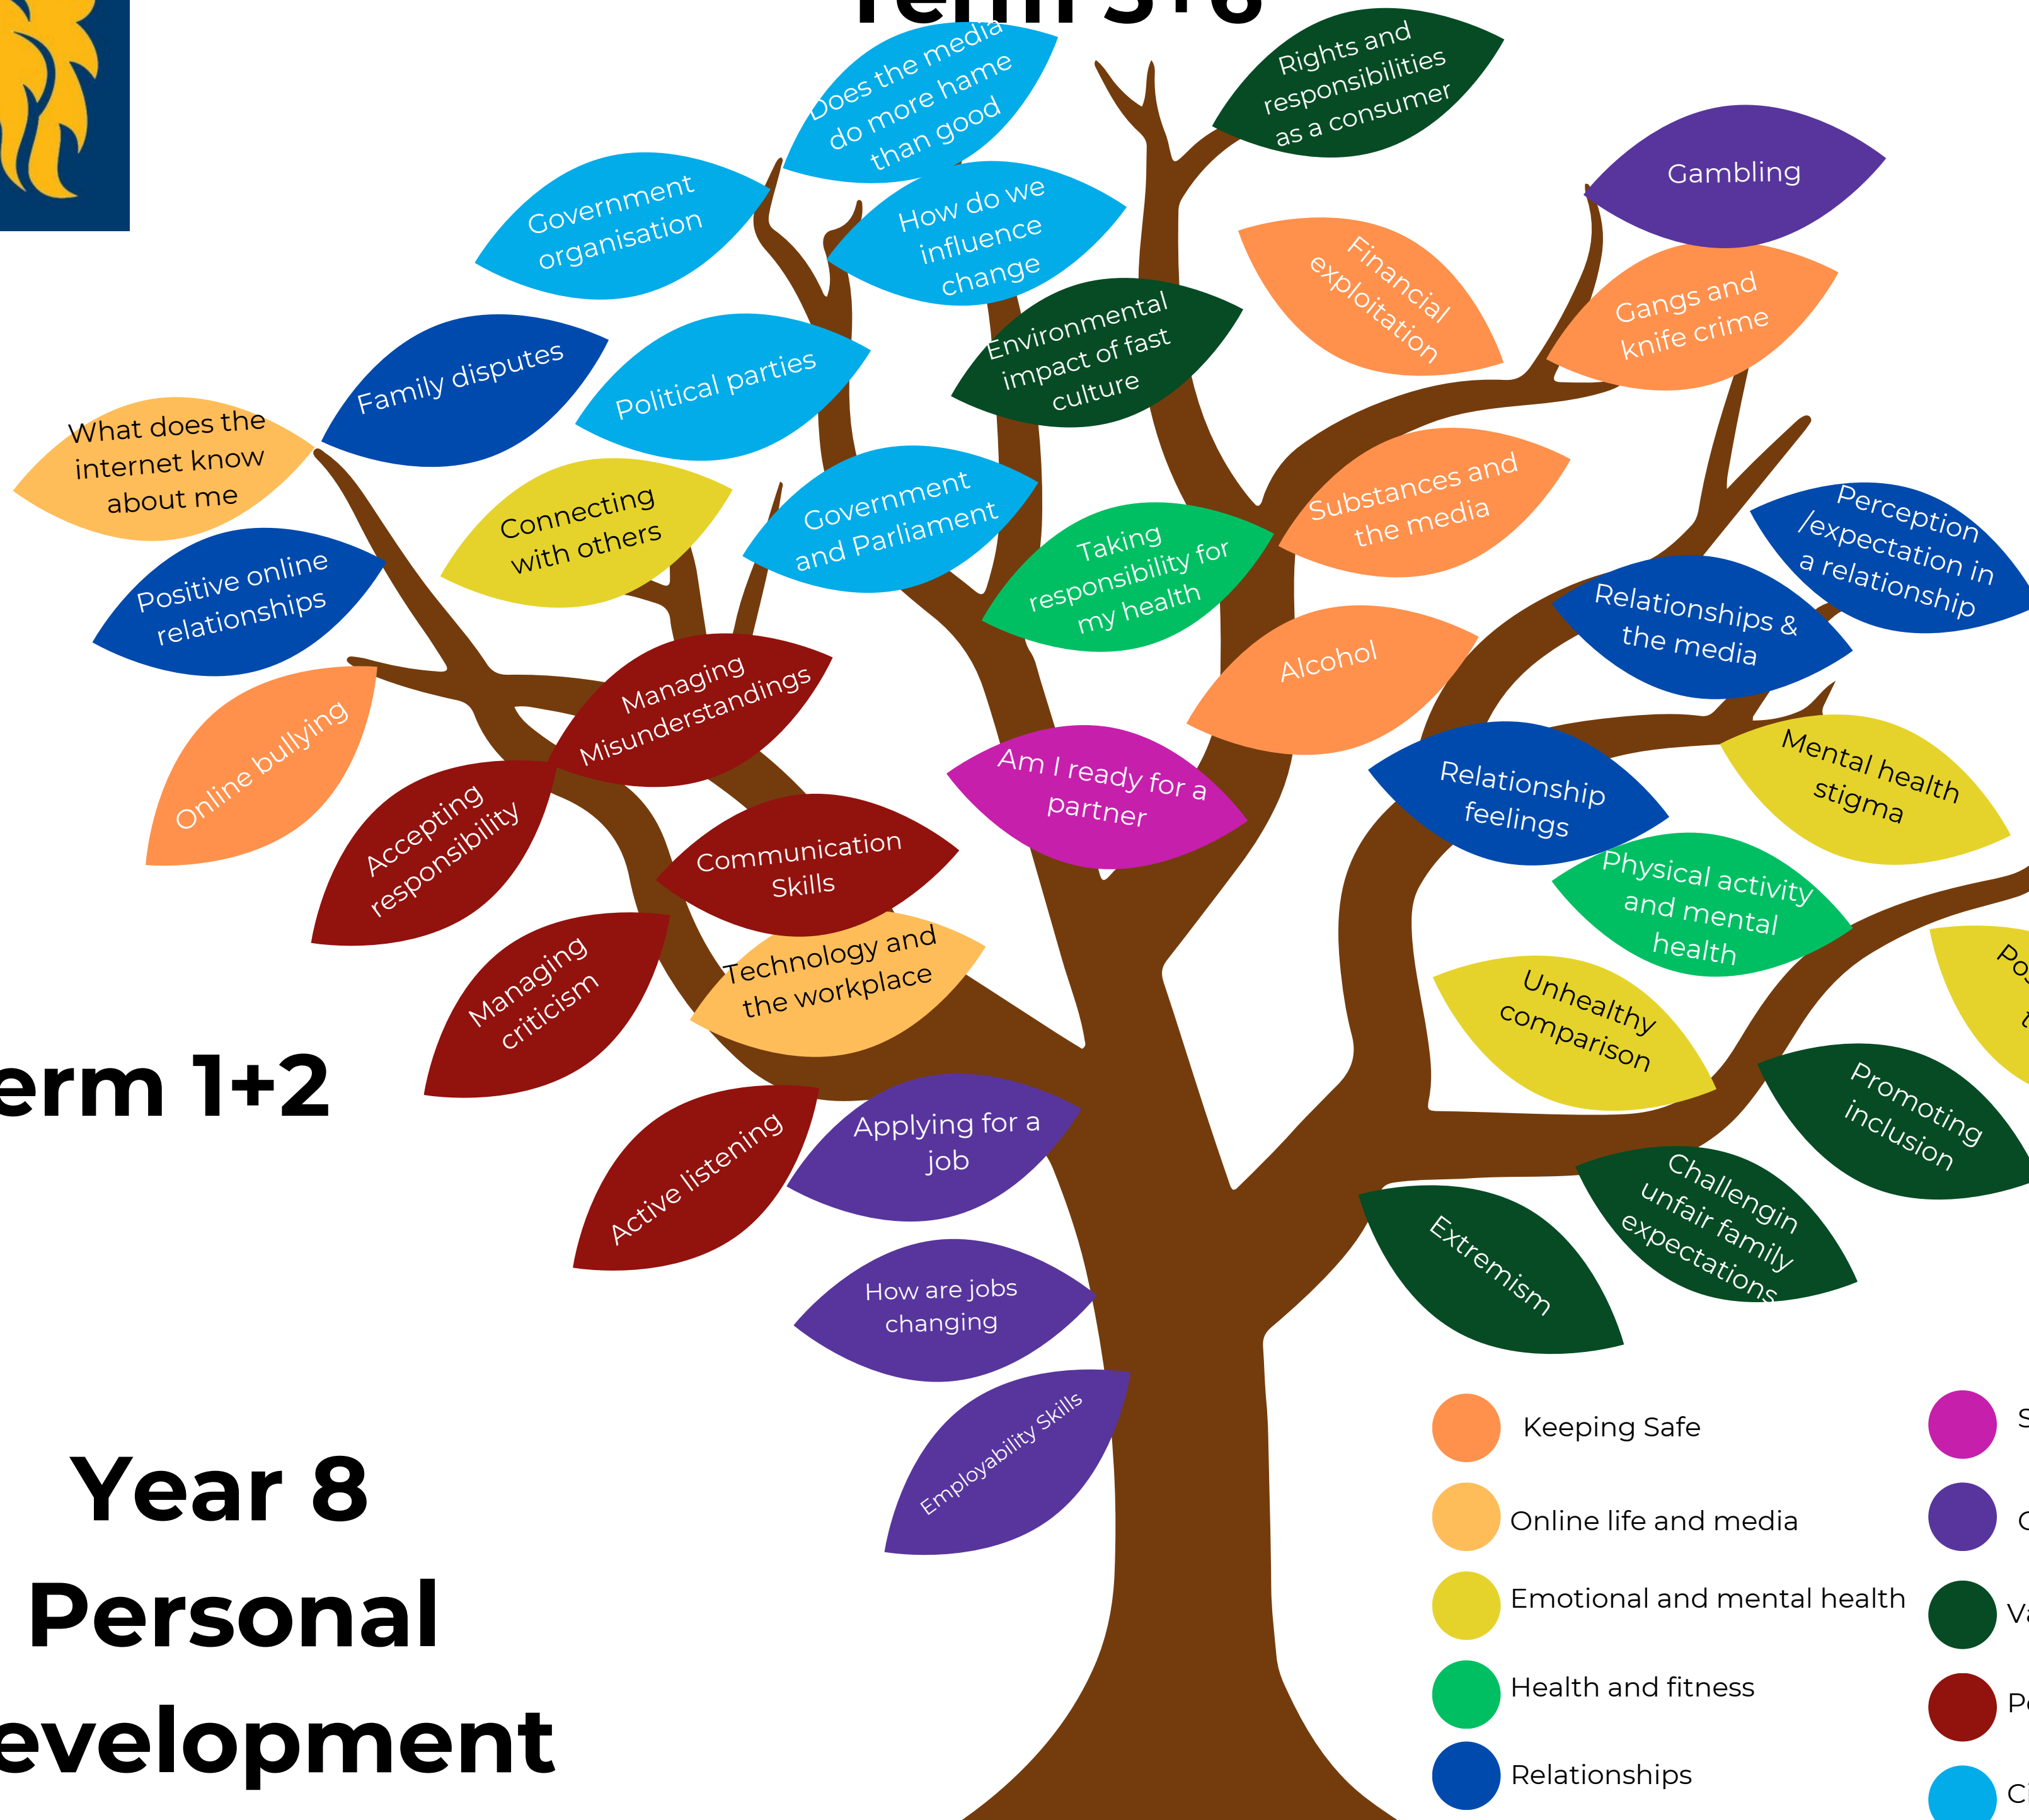 Does the media
do more hame
than good
Rights and
responsibilities
as a consumer
Gambling
Government
organisation
How do we
influence
change
Financial
exploitation
Gangs and
knife crime
Environmental
impact of fast
culture
Family disputes
Political parties
What does the
internet know
about me
Connecting
with others
Government
and Parliament
Substances and
the media
Perception
/expectation in
a relationship
Taking
responsibility for
my health
Positive online
relationships
Relationships &
the media
Alcohol
Managing
Misunderstandings
Online bullying
Am I ready for a
partner
Relationship
feelings
Mental health
stigma
Accepting
responsibility
Communication
Skills
Physical activity
and mental
health
Technology and
the workplace
Managing
criticism
Unhealthy
comparison
Promoting
inclusion
erm 1+2
Active listening
Applying for a
job
Challengin
unfair family
expectations
Extremism
How are jobs
changing
Employability Skills
Year 8
Personal
evelopment
Keeping Safe
Online life and media
Emotional and mental health
Health and fitness
Relationships